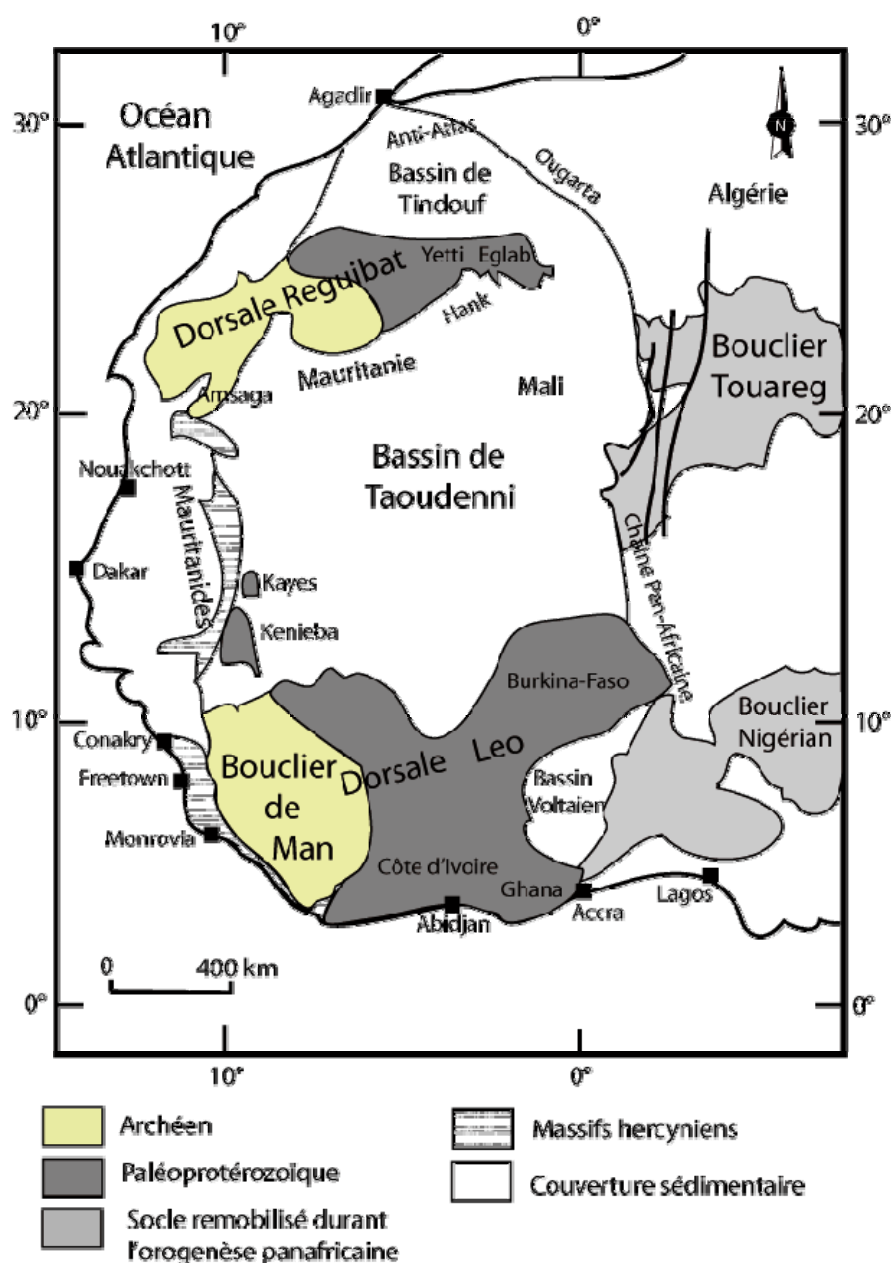 10°
0°
Agadir
30°
30°
Océan
Atlantique
N
Anti-Atlas
Ougarta
Bassin de
Tindouf
Algérie
Yetti
Eglab
Dorsale Reguibat
Hank
Mauritanie
Amsaga
Mali
Bouclier
Touareg
20°
20°
Nouakchott
Mauritanides
Bassin de
Taoudenni
Chaîne Pan-Africaine
Dakar
Kayes
Kenieba
Burkina-Faso
10°
10°
Bouclier
Nigérian
Conakry
Freetown
Monrovia
Bouclier
de
Man
Dorsale Leo
Bassin
Voltaien
Côte d'Ivoire
Ghana
Abidjan
Accra
Lagos
0
400 km
0°
0°
10°
0°
Archéen
Massifs hercyniens
Paléoprotérozoïque
Couverture sédimentaire
Socle remobilisé durant
l'orogenèse panafricaine